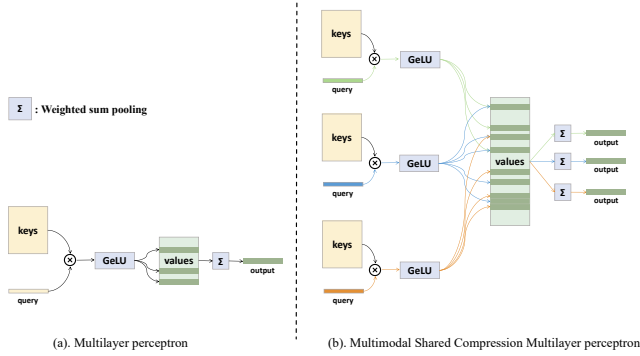 Σ : Weighted sum pooling
keys
query
GeLU
values
Σ
output
(a). Multilayer perceptron
keys
query
GeLU
keys
query
GeLU
keys
query
GeLU
values
Σ
output
Σ
output
Σ
output
(b). Multimodal Shared Compression Multilayer perceptron